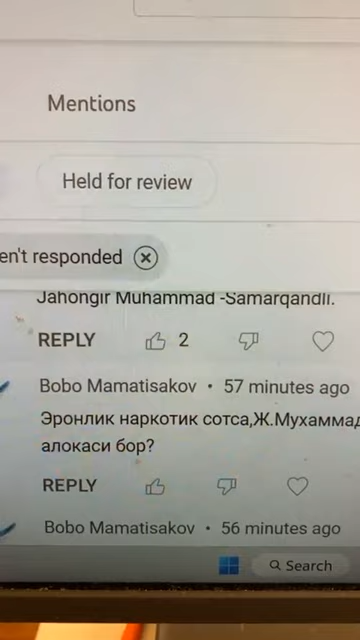 Mentions
Held for review
en't responded
Jahongir Muhammad -Samarqandli.
REPLY 2
Bobo Mamatisakov • 57 minutes ago
Эронлик наркотик сотса,Ж.Мухаммад
алокаси бор?
REPLY
Bobo Mamatisakov • 56 minutes ago
Search